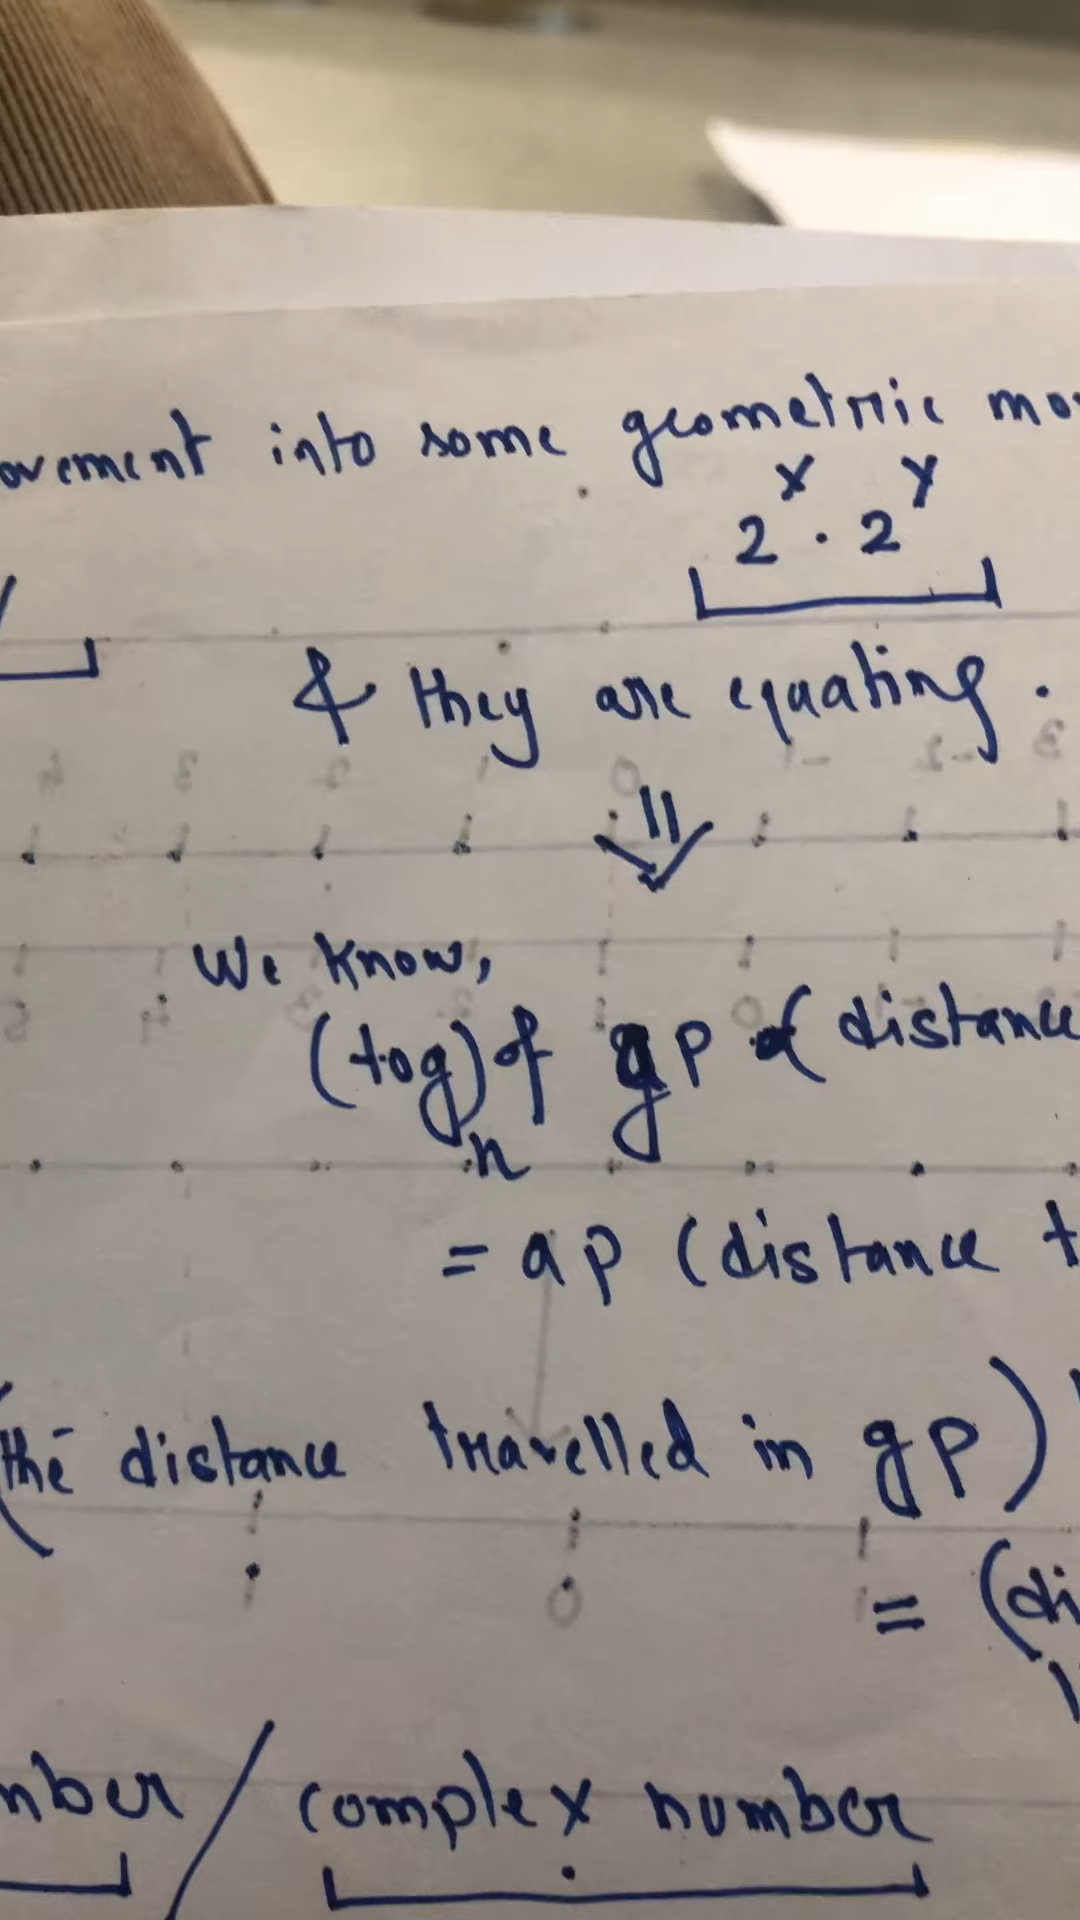 ovement into some geometric mo
2^x . 2^y
& they are equating.
We know,
(log)n of gp (distance
= ap (distance t
(the distance travelled in gp)
= (di
mber / complex number